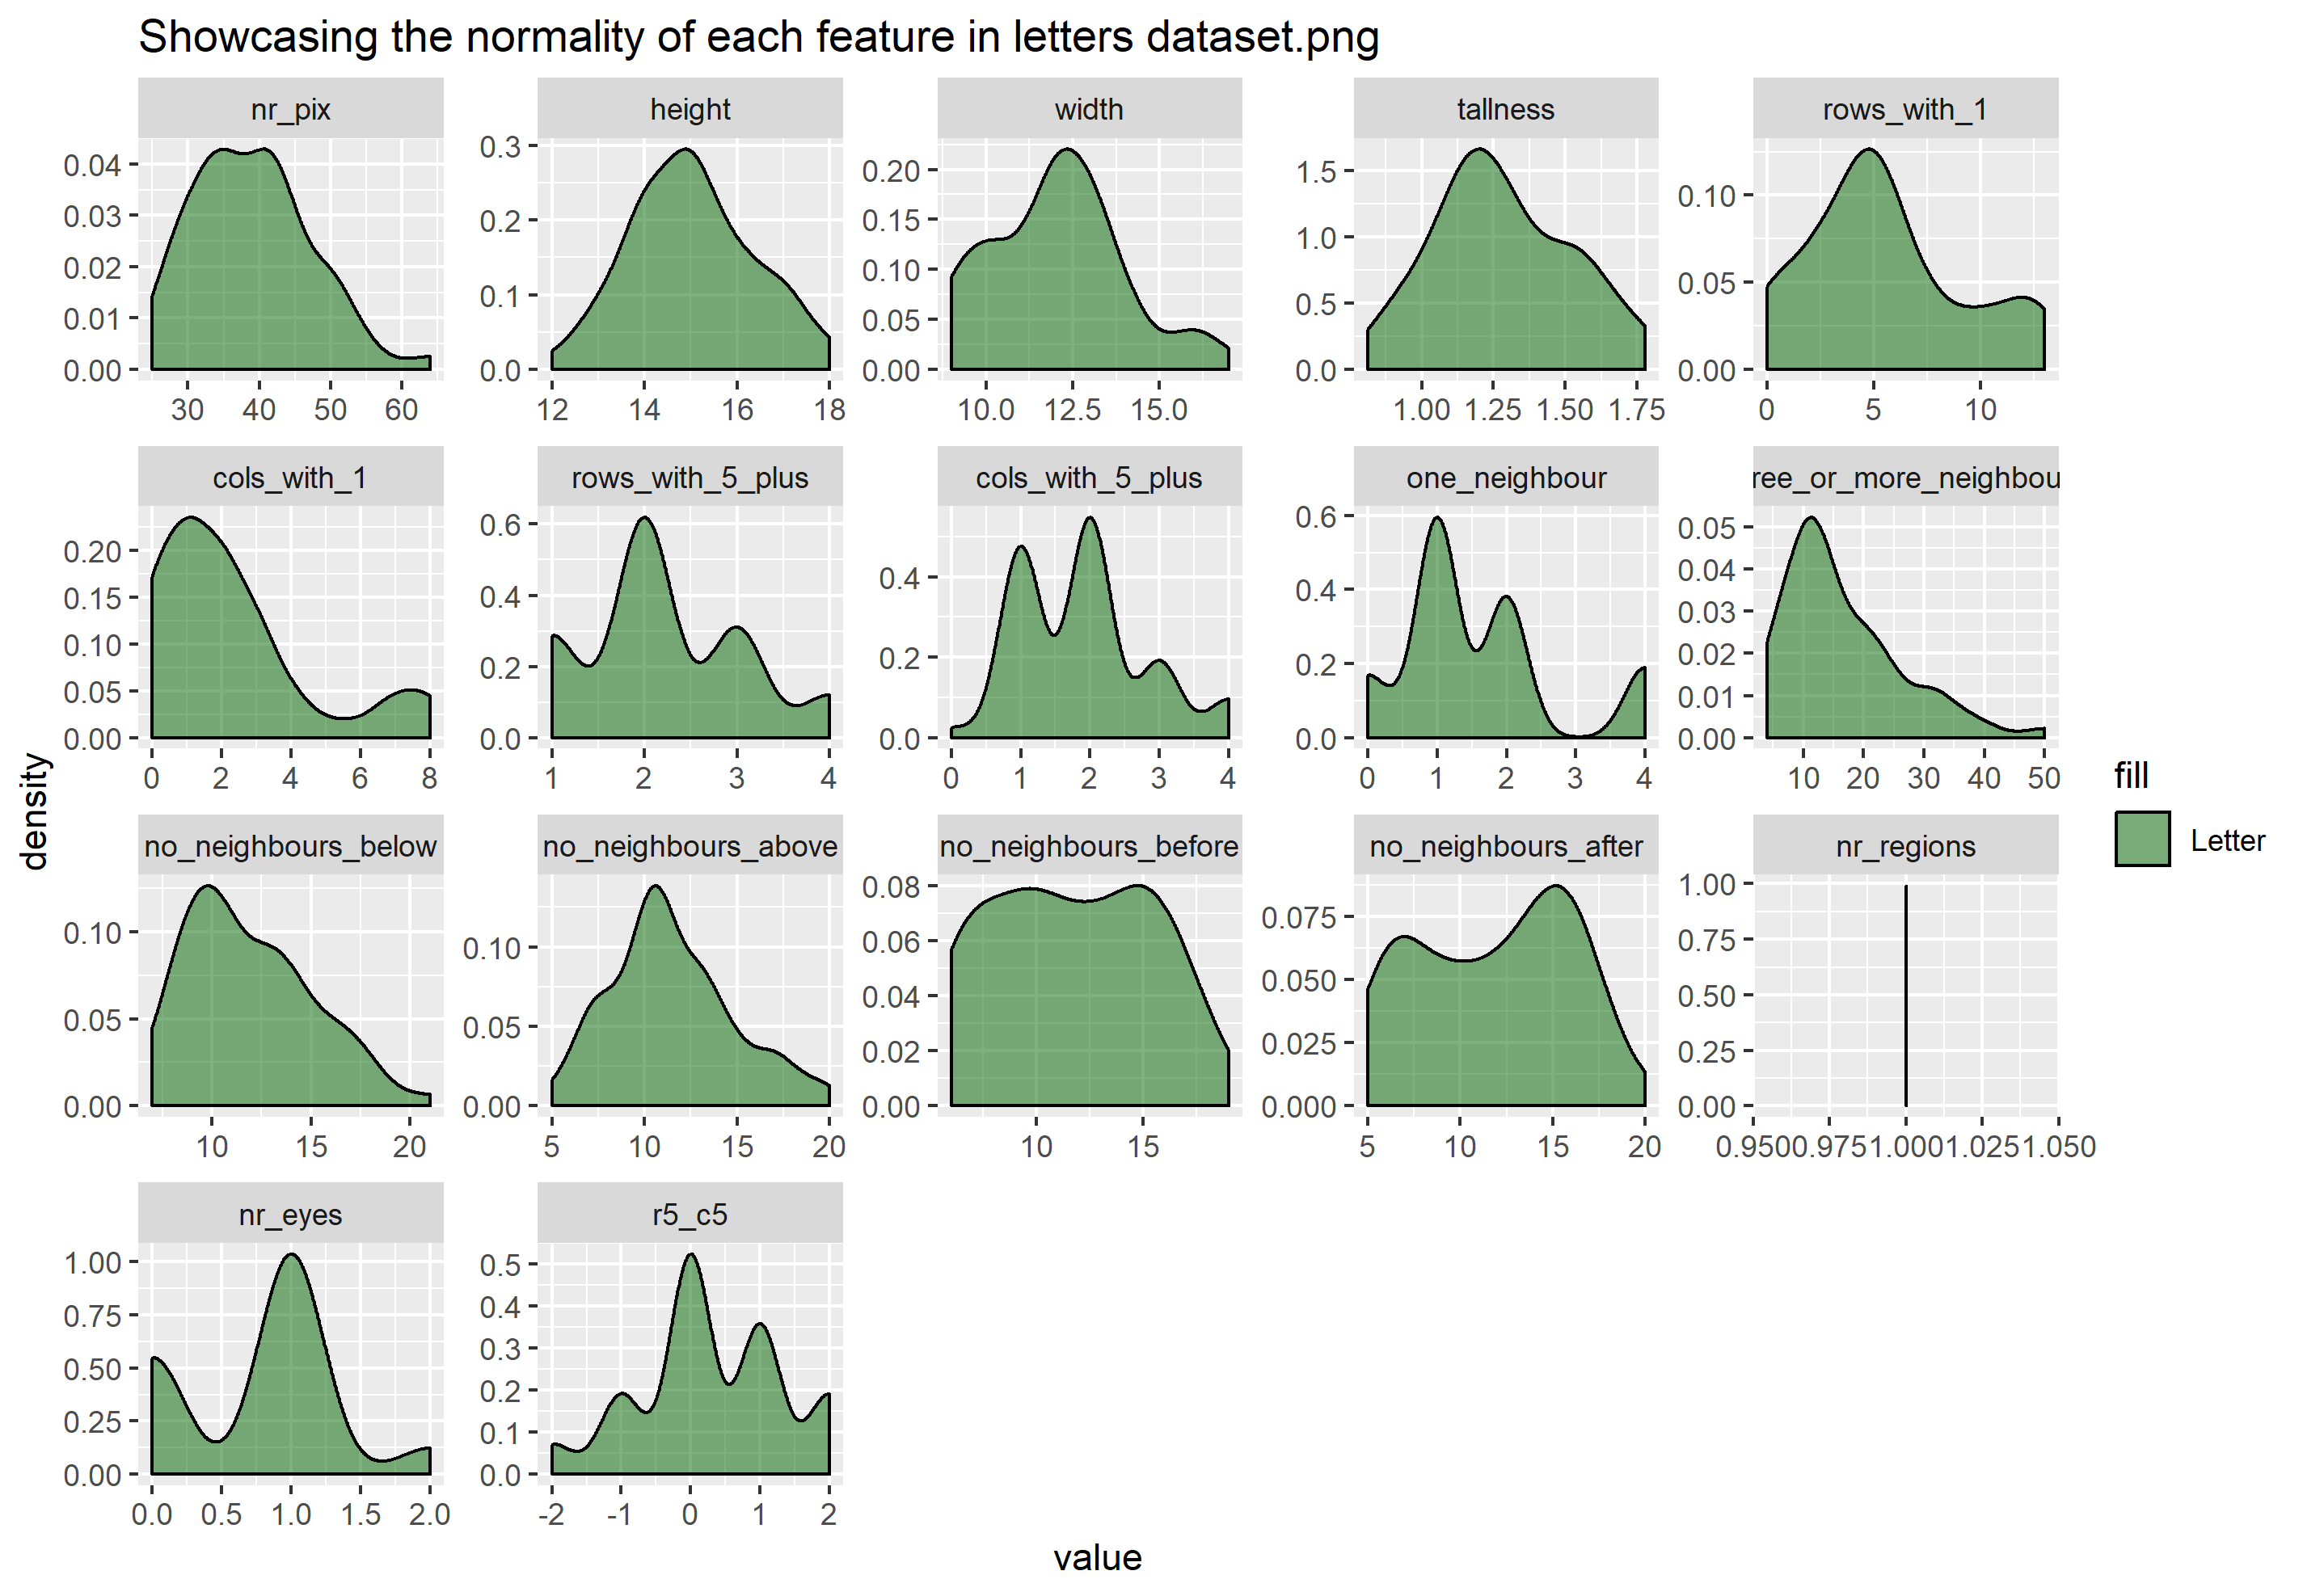 Showcasing the normality of each feature in letters dataset.png
nr_pix
height
width
tallness
rows_with_1
0.04
0.03
0.02
0.01
0.00
0.3
0.2
0.1
0.0
0.20
0.15
0.10
0.05
0.00
1.5
1.0
0.5
0.0
0.10
0.05
0.00
30 40 50 60
12 14 16 18
10.0 12.5 15.0
1.00 1.25 1.50 1.75
0 5 10
cols_with_1
rows_with_5_plus
cols_with_5_plus
one_neighbour
ree_or_more_neighbou
0.20
0.15
0.10
0.05
0.00
0.6
0.4
0.2
0.0
0.4
0.2
0.0
0.6
0.4
0.2
0.0
0.05
0.04
0.03
0.02
0.01
0.00
0 2 4 6 8
1 2 3 4
0 1 2 3 4
0 1 2 3 4
10 20 30 40 50
no_neighbours_below
no_neighbours_above
no_neighbours_before
no_neighbours_after
nr_regions
0.10
0.05
0.00
0.10
0.05
0.00
0.08
0.06
0.04
0.02
0.00
0.075
0.050
0.025
0.000
1.00
0.75
0.50
0.25
0.00
10 15 20
5 10 15 20
10 15
5 10 15 20
0.950 0.975 1.000 1.025 1.050
nr_eyes
r5_c5
1.00
0.75
0.50
0.25
0.00
0.5
0.4
0.3
0.2
0.1
0.0
0.0 0.5 1.0 1.5 2.0
-2 -1 0 1 2
density
value
fill
Letter